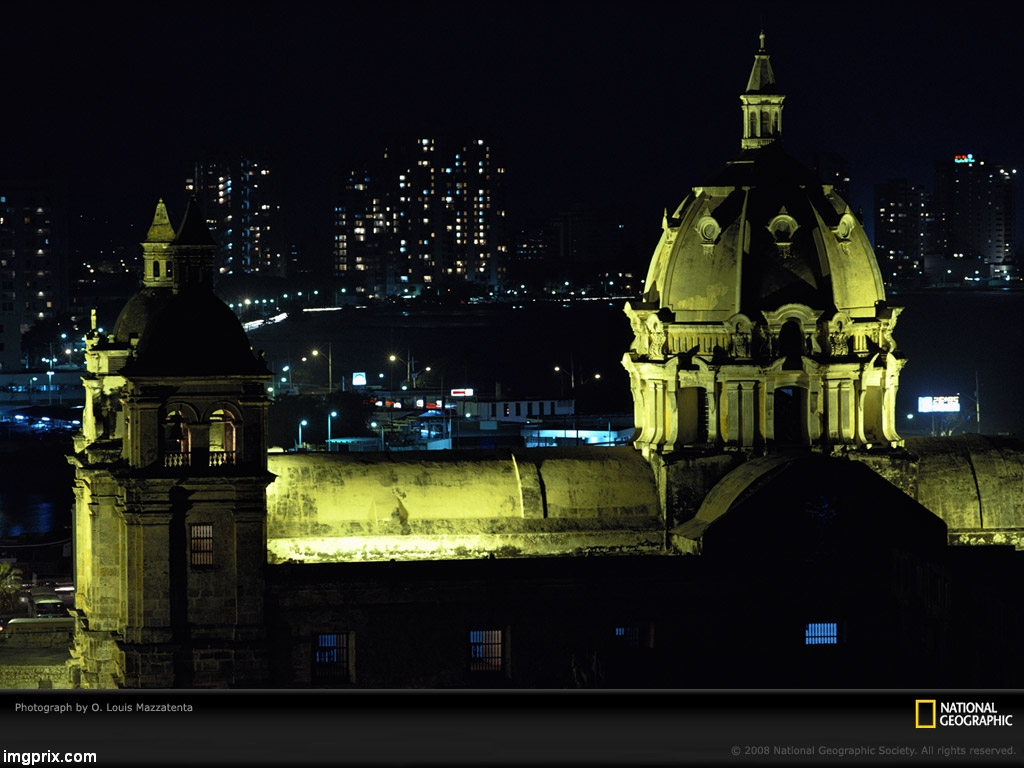 Photograph by O. Louis Mazzatenta
NATIONAL
GEOGRAPHIC
© 2008 National Geographic Society. All rights reserved.
imgprix.com